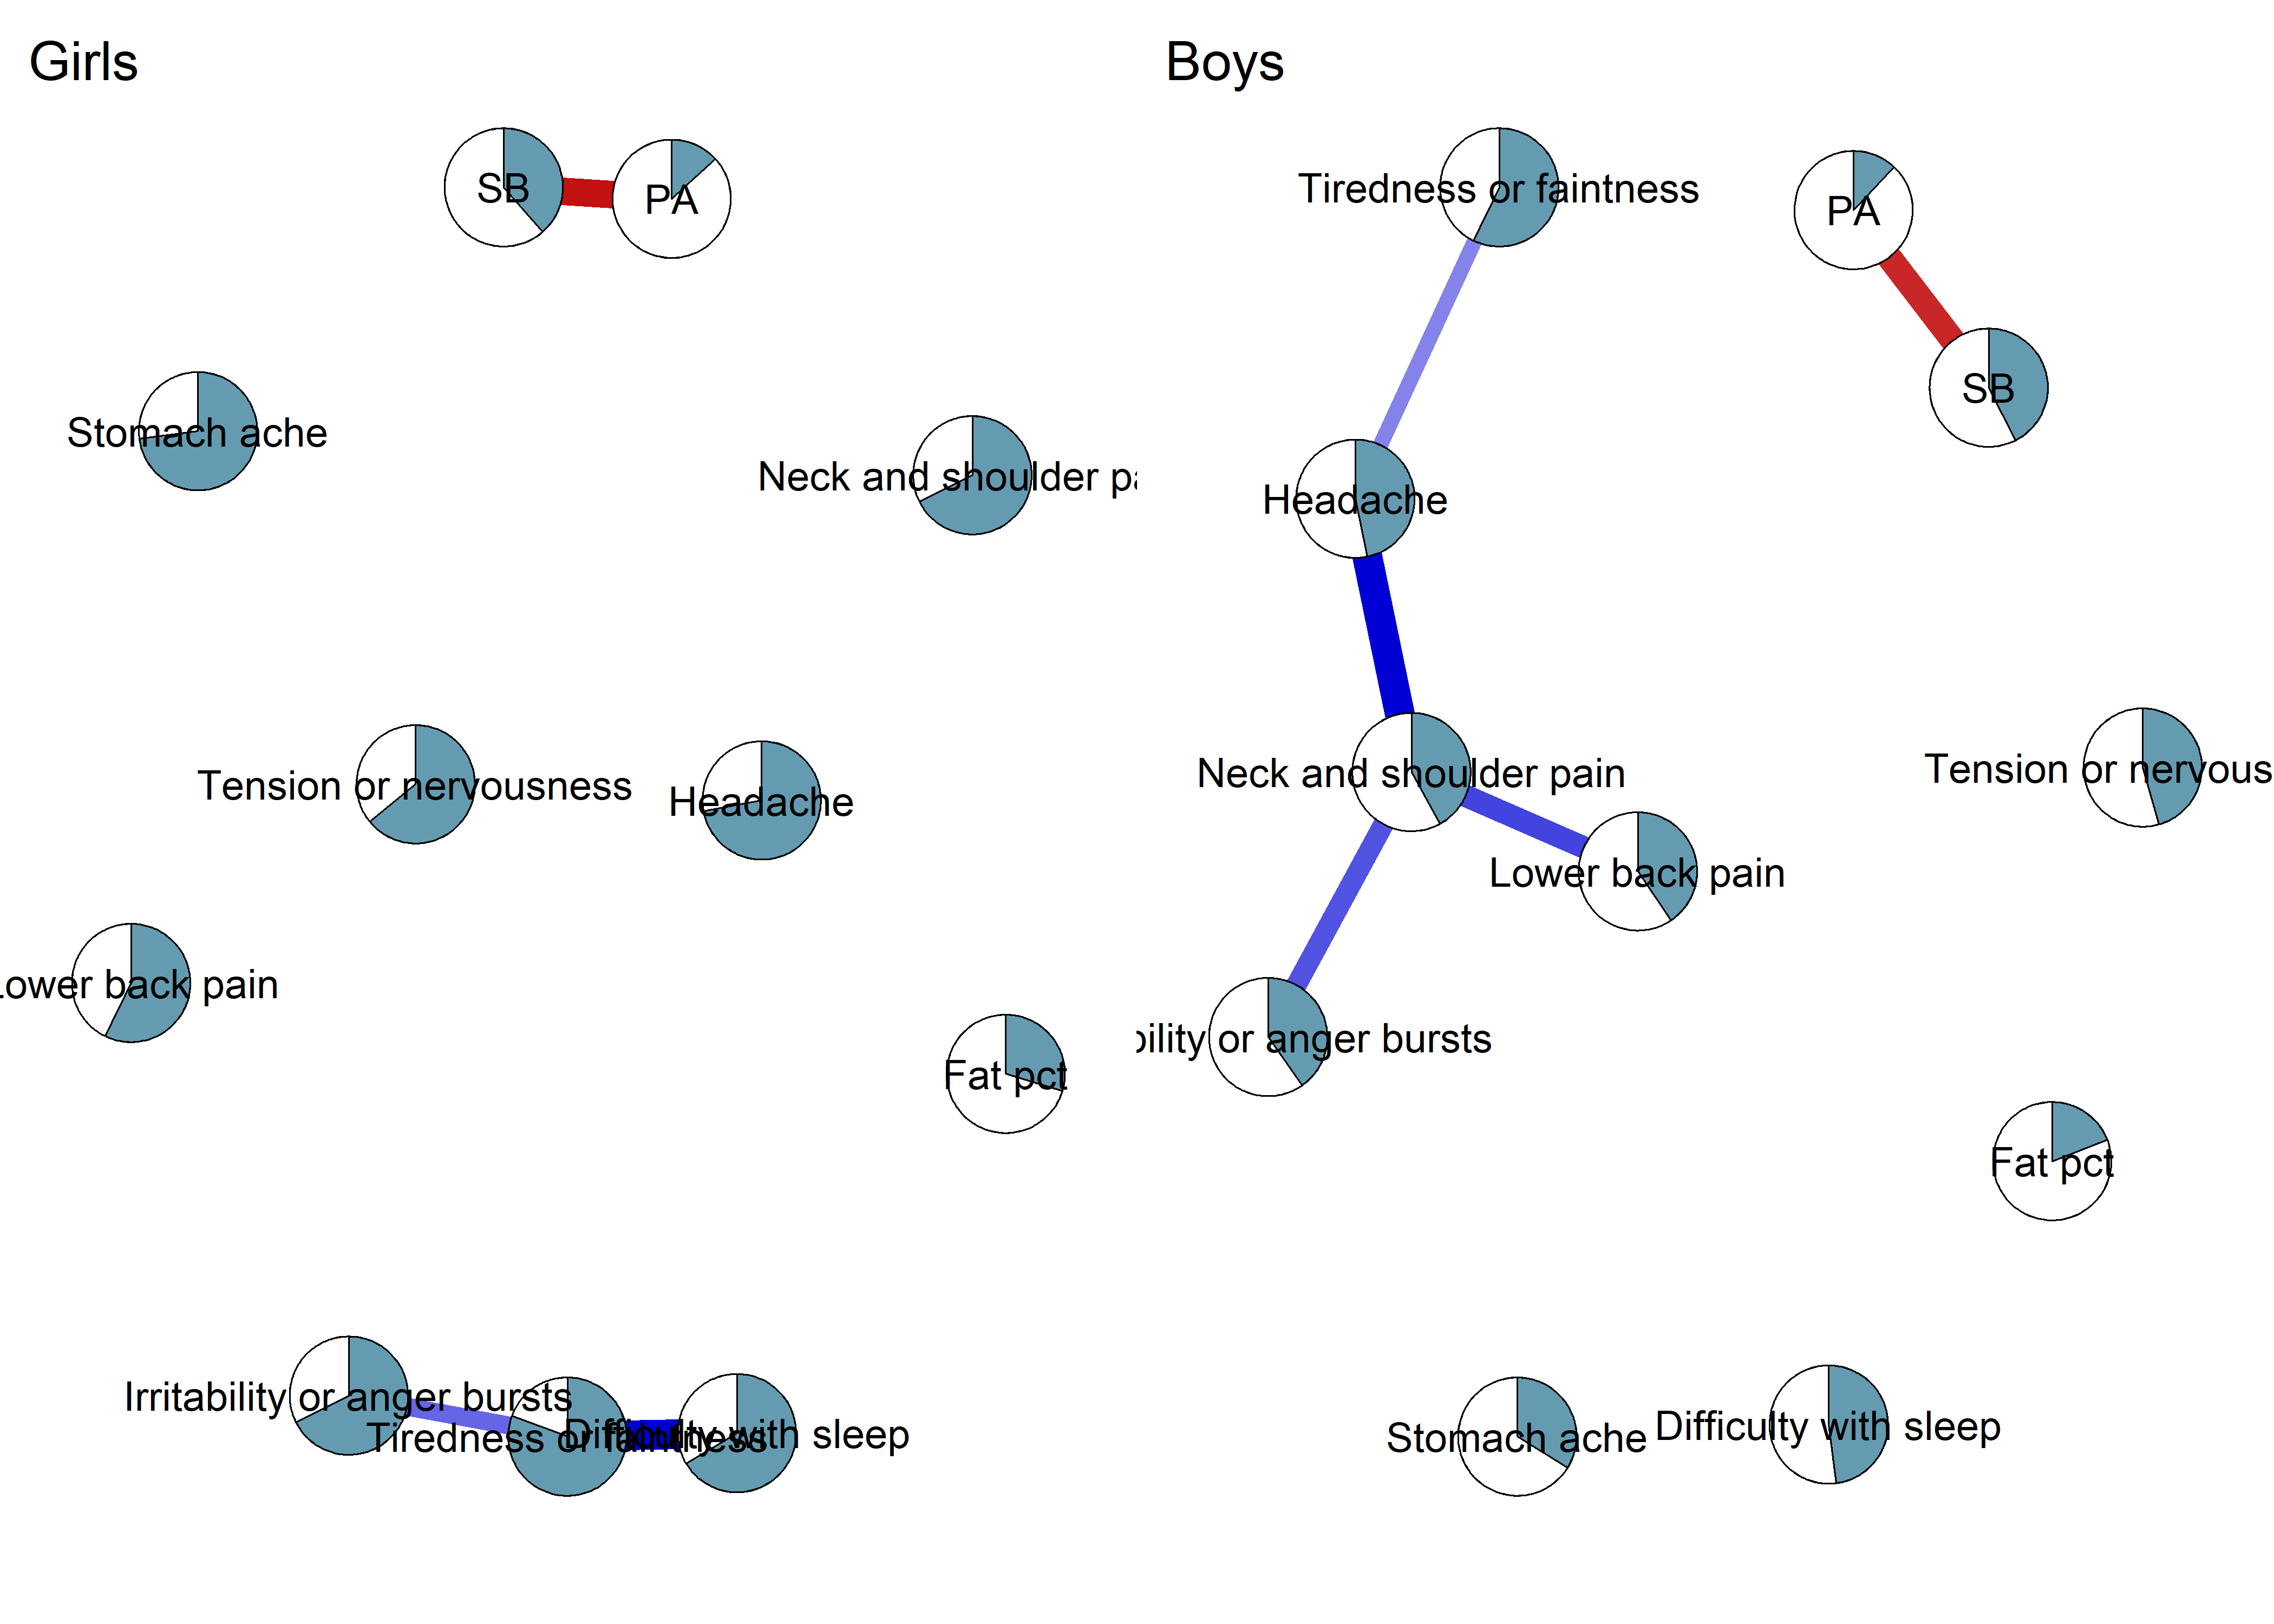 Girls
SB
PA
Stomach ache
Neck and shoulder
Tension or nervousness
Headache
Lower back pain
Fat pct
Irritability or anger bursts
Tiredness or faintness
Difficulty with sleep
Boys
Tiredness or faintness
PA
SB
Headache
Neck and shoulder pain
Tension or nervous
Lower back pain
or anger bursts
Fat pct
Stomach ache
Difficulty with sleep